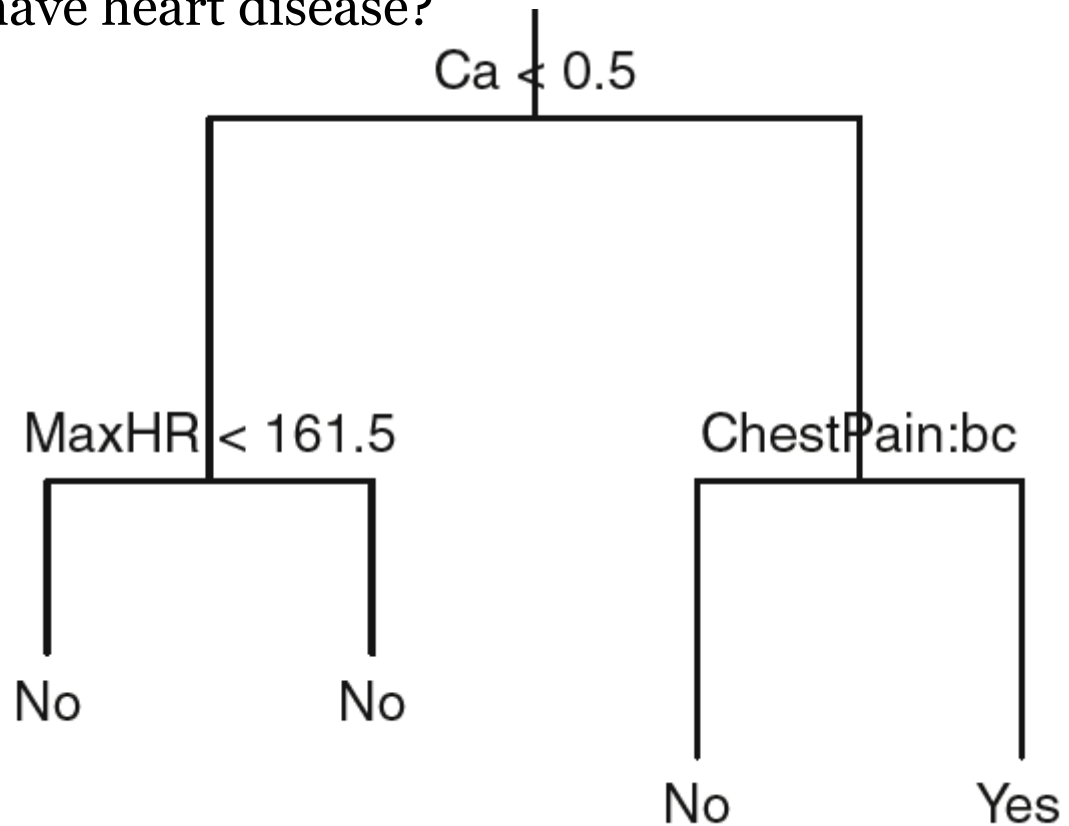 have heart disease?
Ca < 0.5
MaxHR < 161.5
ChestPain:bc
No
No
No
Yes